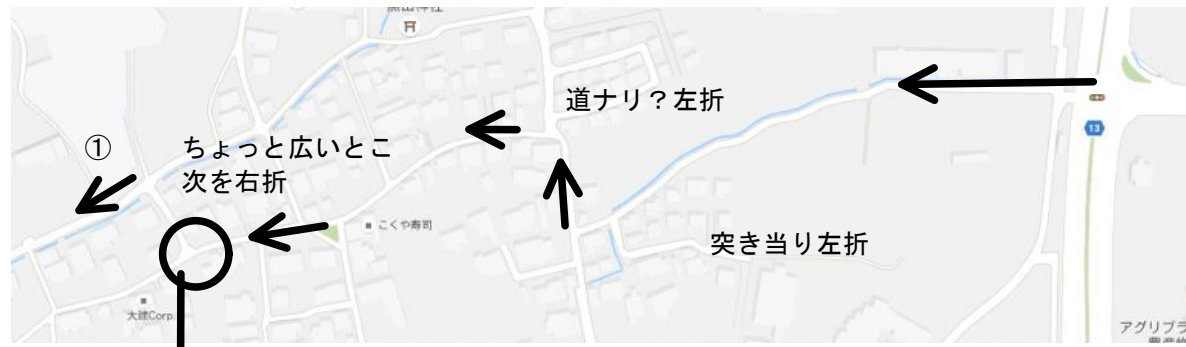 道ナリ？左折
①
ちょっと広いとこ
次を右折
13
こくや寿司
突き当り左折
大建Corp.
アグリプラ